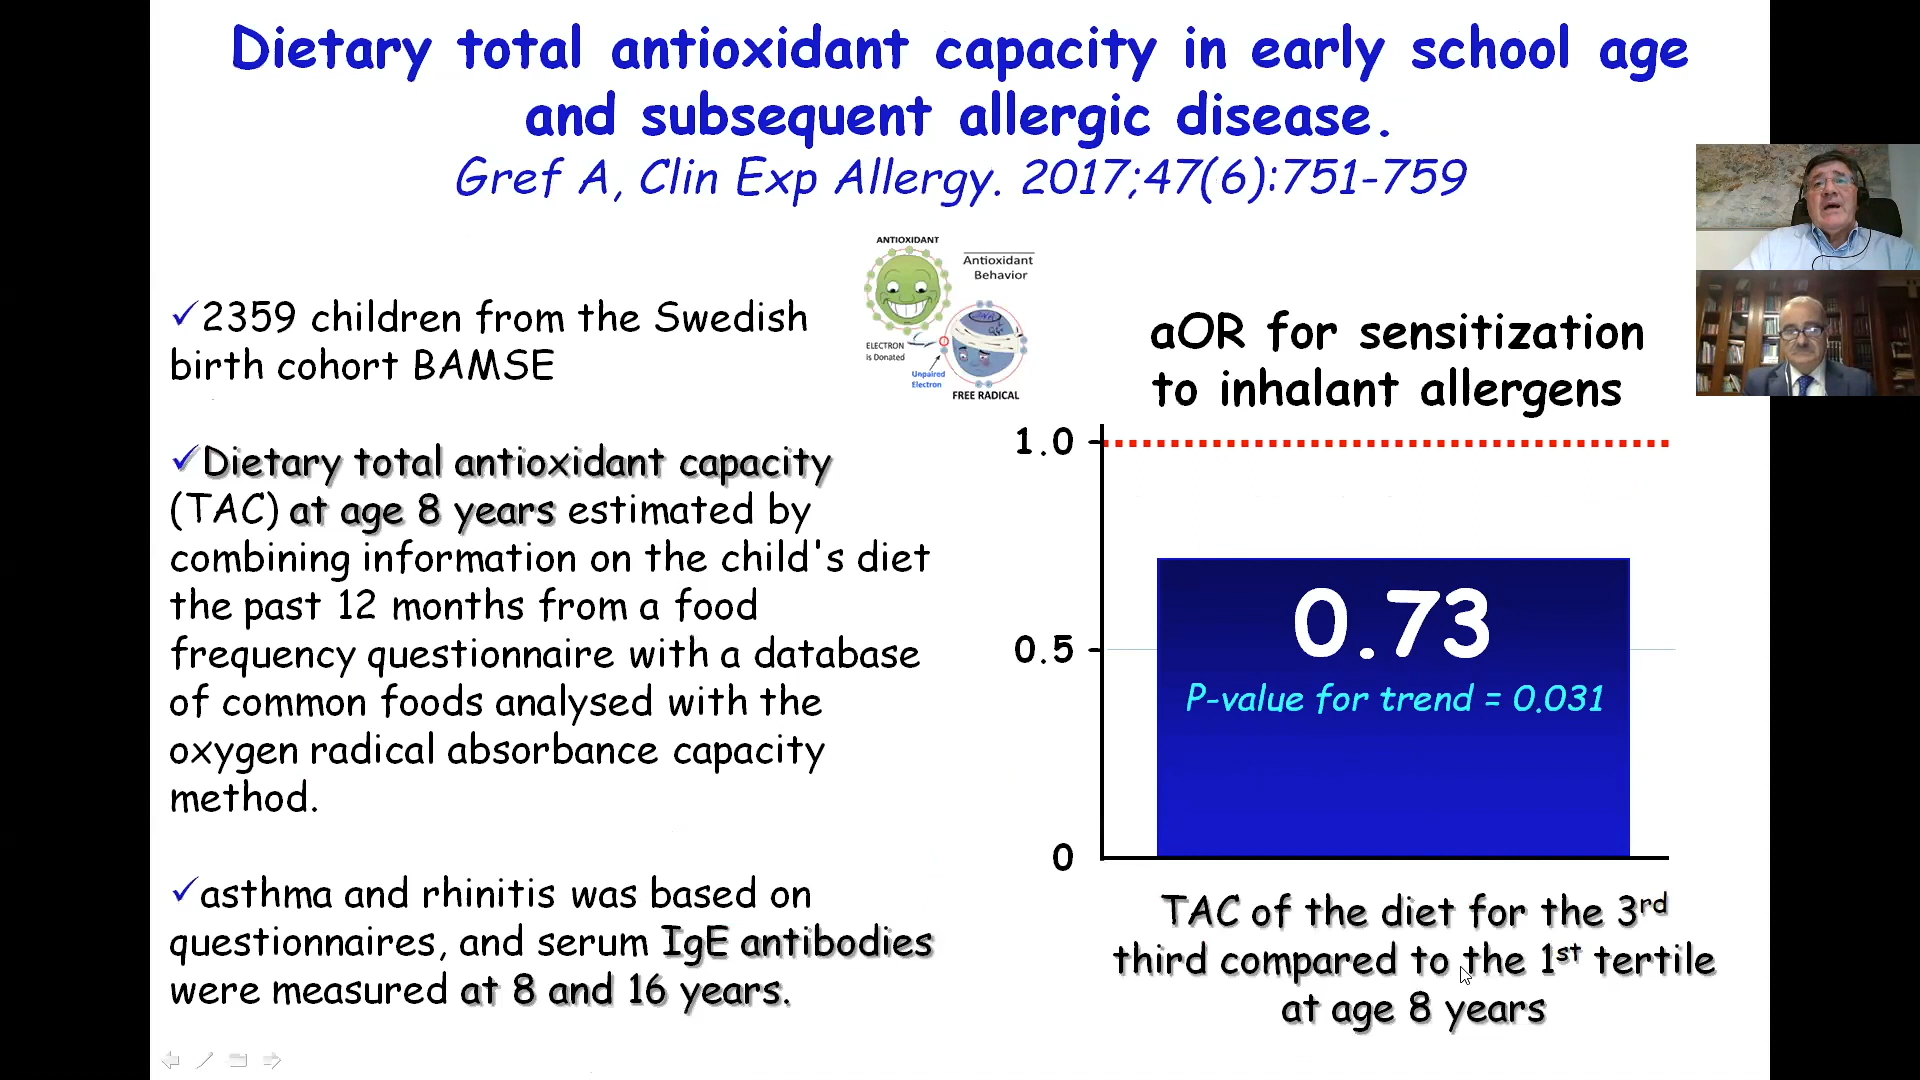 Dietary total antioxidant capacity in early school age
and subsequent allergic disease.
Gref A, Clin Exp Allergy. 2017;47(6):751-759
ANTIOXIDANT
Antioxidant
Behavior
ELECTRON
is Donated
Unpaired
Electron
FREE RADICAL
✓2359 children from the Swedish
birth cohort BAMSE
✓Dietary total antioxidant capacity
(TAC) at age 8 years estimated by
combining information on the child's diet
the past 12 months from a food
frequency questionnaire with a database
of common foods analysed with the
oxygen radical absorbance capacity
method.
✓asthma and rhinitis was based on
questionnaires, and serum IgE antibodies
were measured at 8 and 16 years.
aOR for sensitization
to inhalant allergens
1.0
0.5
0
0.73
P-value for trend = 0.031
TAC of the diet for the 3rd
third compared to the 1st tertile
at age 8 years